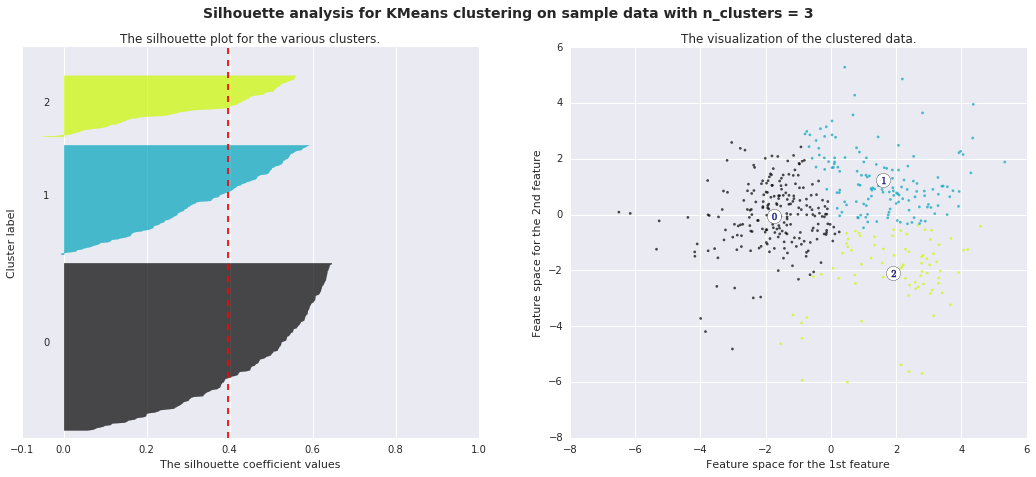 Silhouette analysis for KMeans clustering on sample data with n_clusters = 3
The silhouette plot for the various clusters.
Cluster label
2
1
0
−0.1 0.0 0.2 0.4 0.6 0.8 1.0
The silhouette coefficient values
The visualization of the clustered data.
Feature space for the 2nd feature
6
4
2
0
−2
−4
−6
−8
1
0
2
−8 −6 −4 −2 0 2 4 6
Feature space for the 1st feature